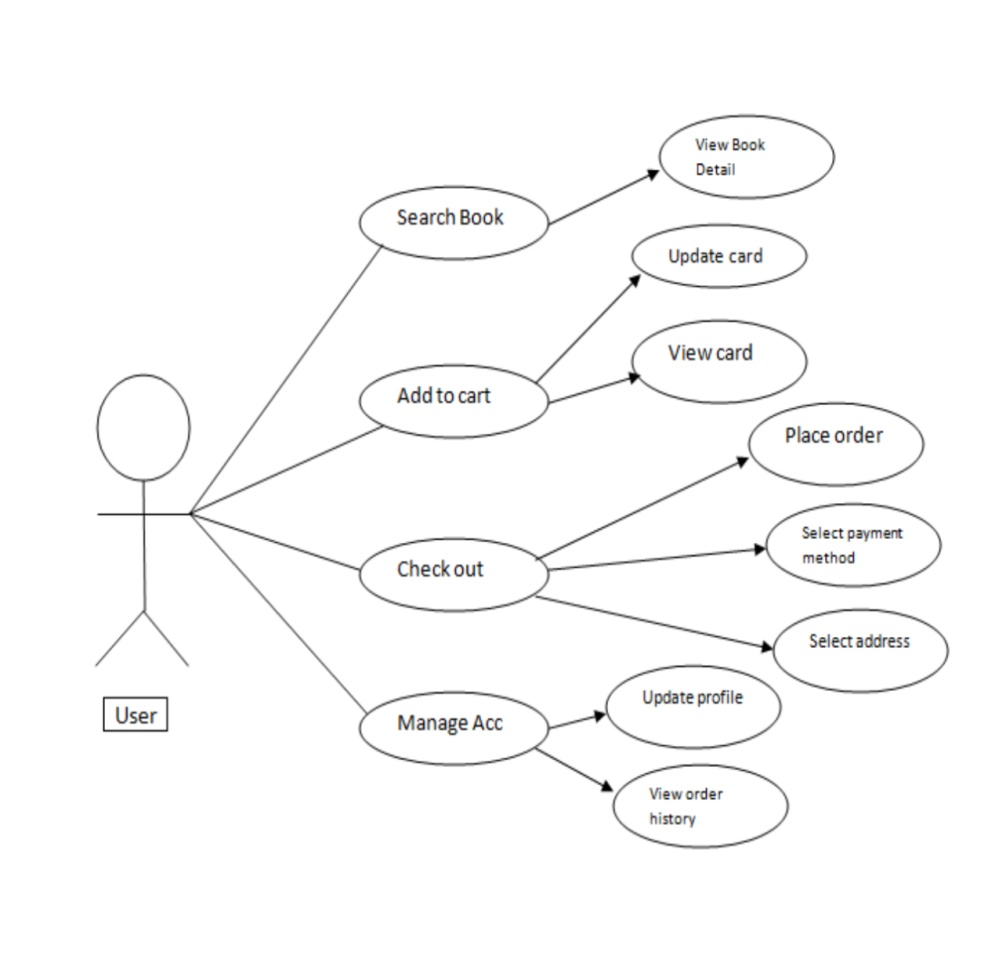 View Book
Detail
Search Book
Update card
View card
Add to cart
Place order
Select payment
method
Check out
Select address
Update profile
User
Manage Acc
View order
history